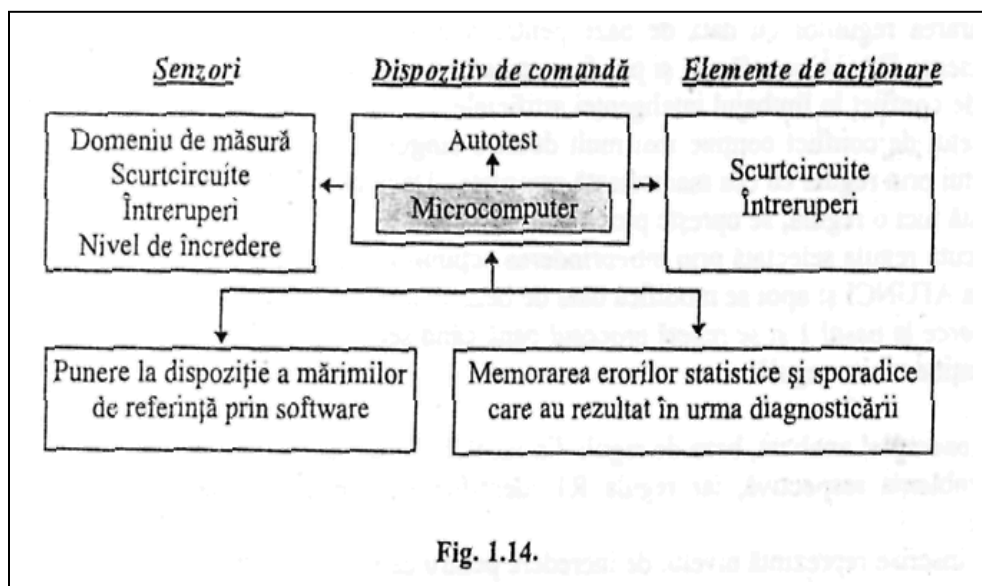 Senzori
Dispozitiv de comandă
Elemente de acționare
Domeniu de măsură
Scurtcircuite
Întreruperi
Nivel de încredere
Autotest
Microcomputer
Scurtcircuite
Întreruperi
Punere la dispoziție a mărimilor
de referință prin software
Memorarea erorilor statistice și sporadice
care au rezultat în urma diagnosticării
Fig. 1.14.